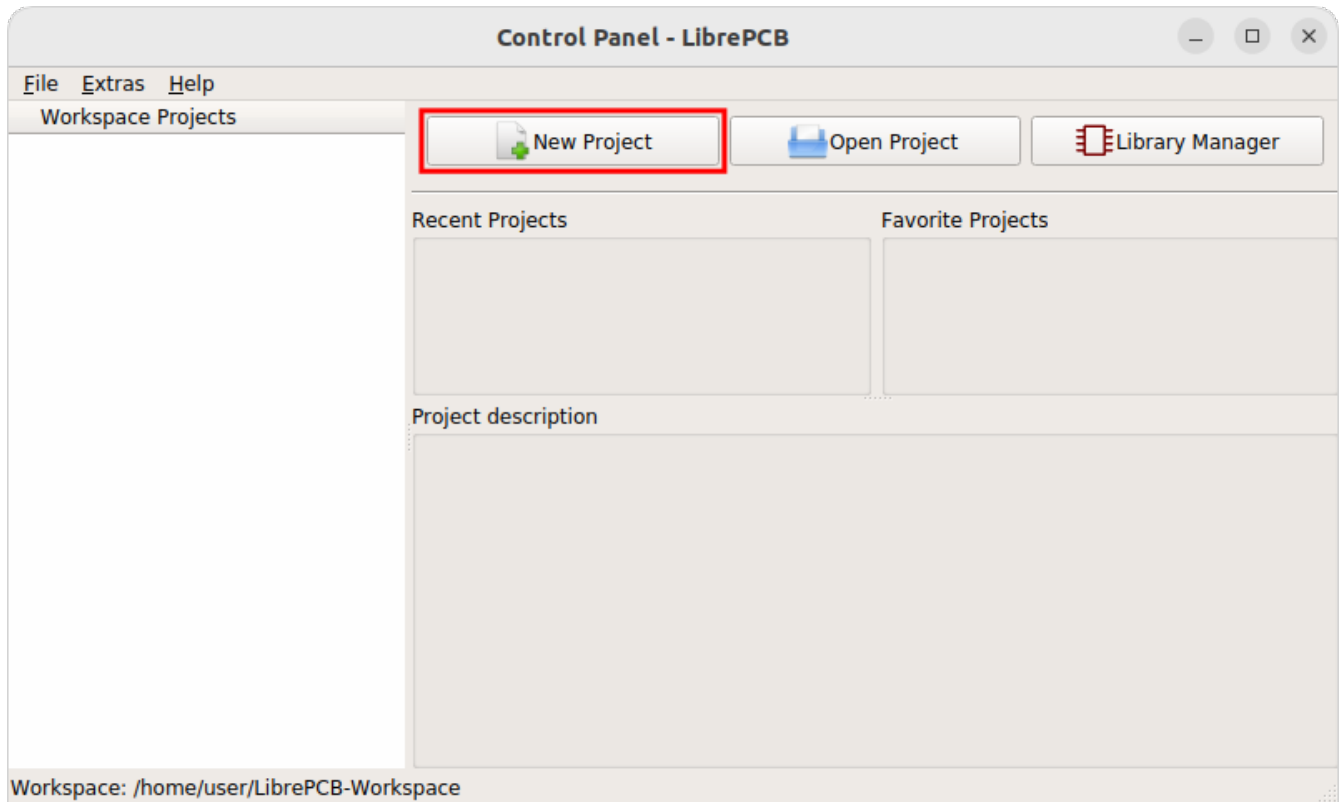 Control Panel - LibrePCB
File Extras Help
Workspace Projects
New Project Open Project Library Manager
Recent Projects Favorite Projects
Project description
Workspace: /home/user/LibrePCB-Workspace